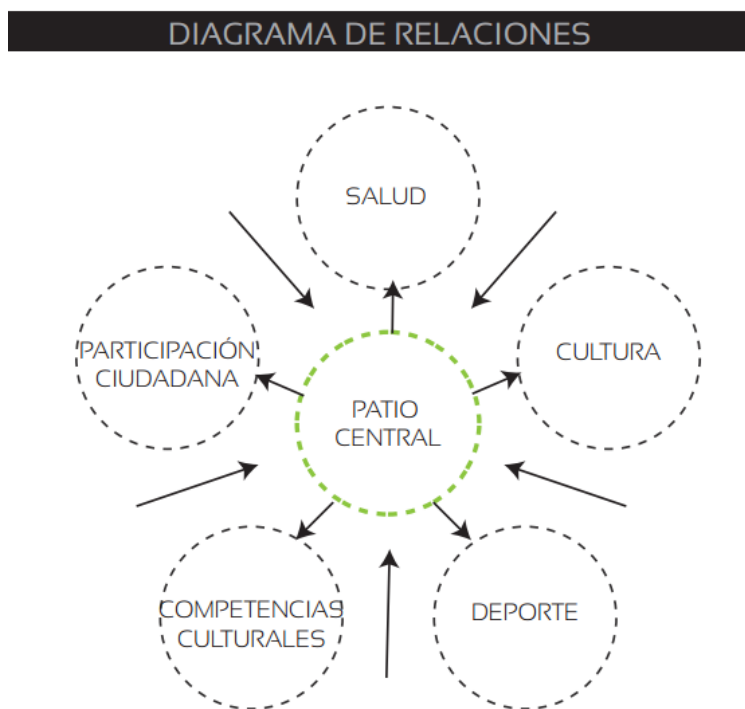 DIAGRAMA DE RELACIONES
SALUD
PARTICIPACIÓN
CIUDADANA
CULTURA
PATIO
CENTRAL
COMPETENCIAS
CULTURALES
DEPORTE